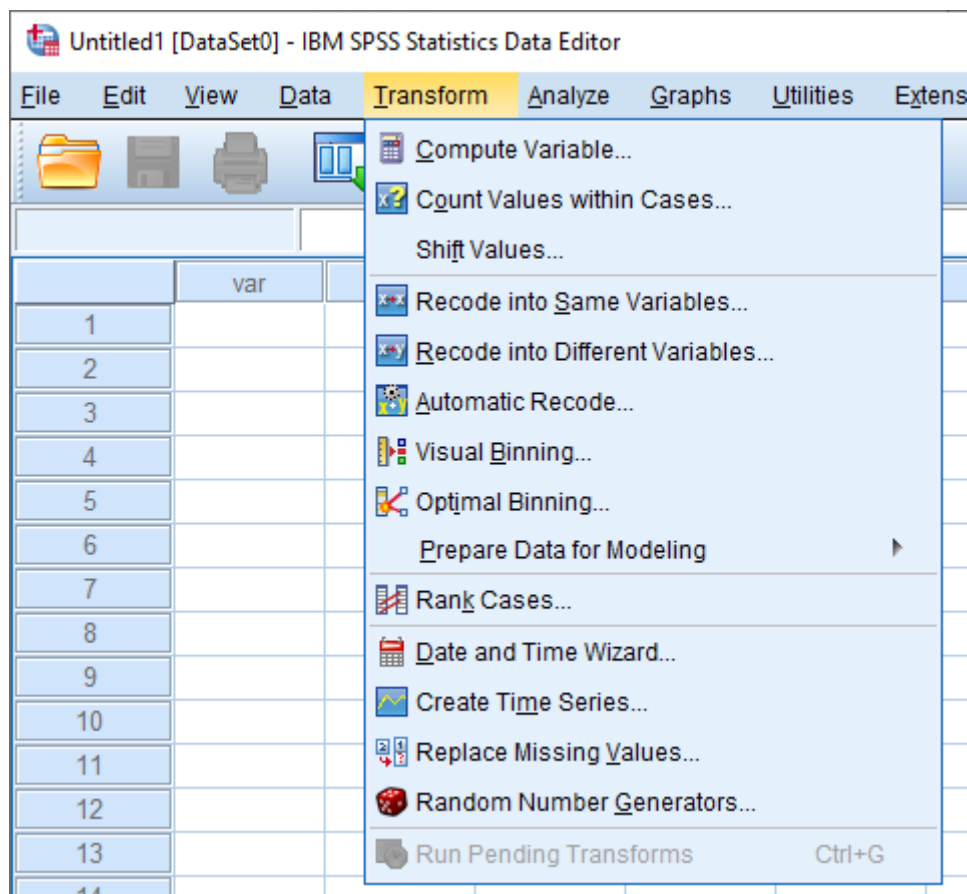 Untitled1 [DataSet0] - IBM SPSS Statistics Data Editor
File Edit View Data Transform Analyze Graphs Utilities Extens
Compute Variable...
Count Values within Cases...
Shift Values...
var
Recode into Same Variables...
1
Recode into Different Variables...
2
Automatic Recode...
3
Visual Binning...
4
Optimal Binning...
5
Prepare Data for Modeling
6
Rank Cases...
7
8
Date and Time Wizard...
9
Create Time Series...
10
Replace Missing Values...
11
Random Number Generators...
12
Run Pending Transforms Ctrl+G
13
14